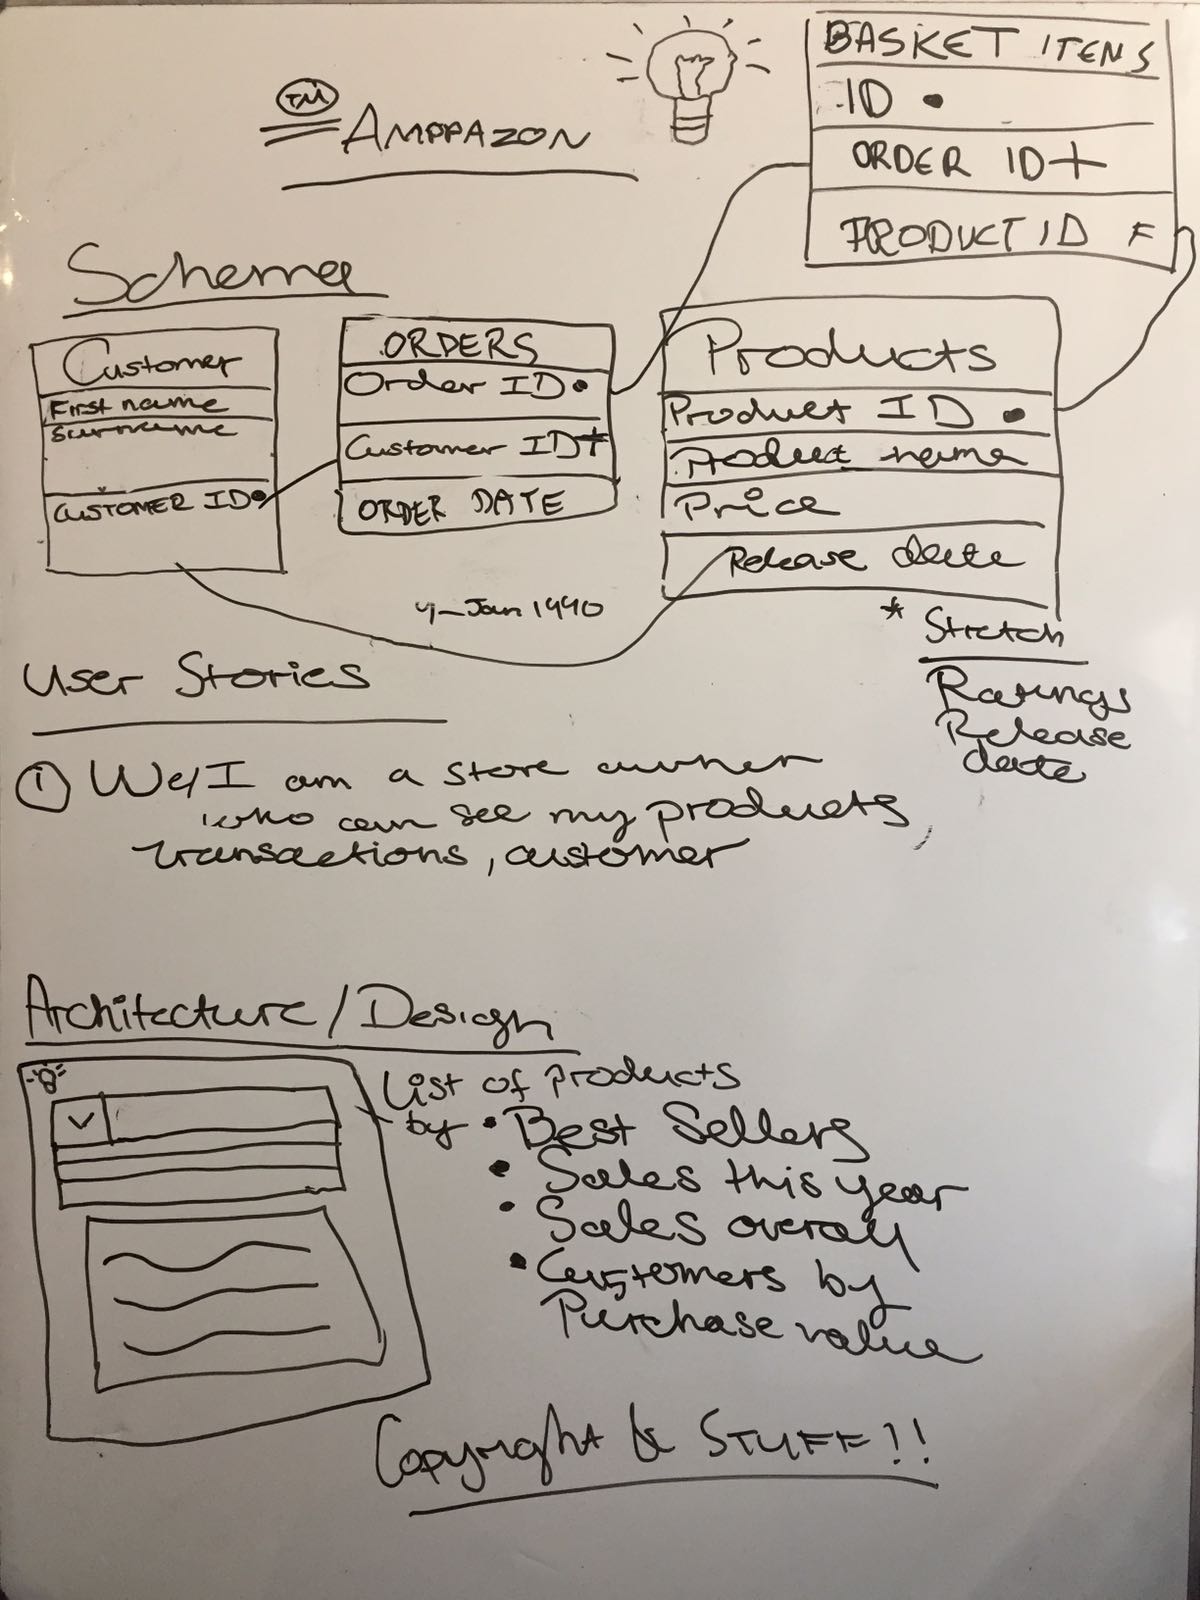 TM
AMPPAZON
BASKET ITENS
ID •
ORDER ID +
PRODUCT ID F
Schema
Customer
First name
Surname
CUSTOMER ID •
ORDERS
Order ID •
Customer ID +
ORDER DATE
Products
Product ID •
Product name
Price
Release date
Jan 1990
* Stretch
Ratings
Release
date
User Stories
① We/I am a store owner
who can see my products,
transactions, customer
Architecture/Design
List of products
by • Best Sellers
• Sales this year
• Sales overall
• Customers by
Purchase value
Copyright & STUFF!!